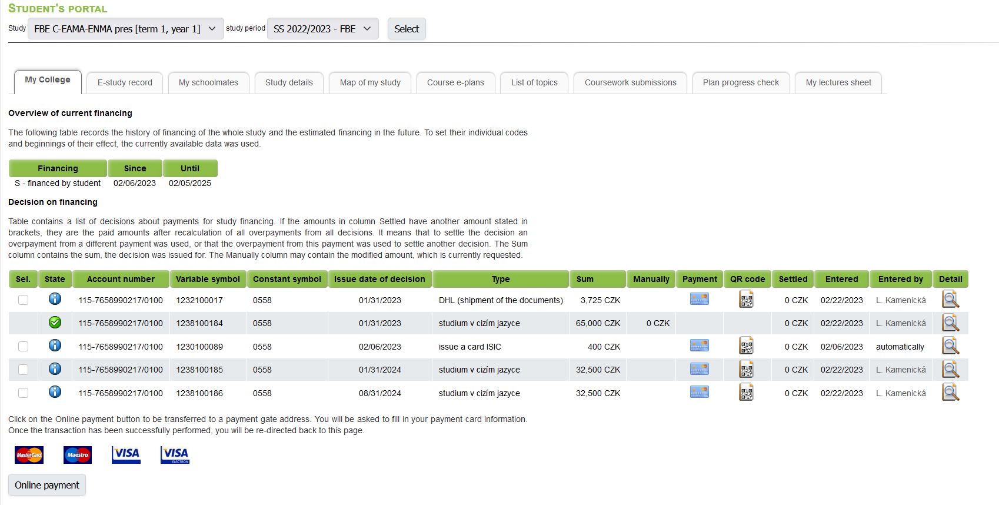 STUDENT'S PORTAL
Study FBE C-EAMA-ENMA pres [term 1, year 1] study period SS 2022/2023 - FBE Select
My College E-study record My schoolmates Study details Map of my study Course e-plans List of topics Coursework submissions Plan progress check My lectures sheet
Overview of current financing
The following table records the history of financing of the whole study and the estimated financing in the future. To set their individual codes
and beginnings of their effect, the currently available data was used.
Financing Since Until
S - financed by student 02/06/2023 02/05/2025
Decision on financing
Table contains a list of decisions about payments for study financing. If the amounts in column Settled have another amount stated in
brackets, they are the paid amounts after recalculation of all overpayments from all decisions. It means that to settle the decision an
overpayment from a different payment was used, or that the overpayment from this payment was used to settle another decision. The Sum
column contains the sum, the decision was issued for. The Manually column may contain the modified amount, which is currently requested.
Sel. State Account number Variable symbol Constant symbol Issue date of decision Type Sum Manually Payment QR code Settled Entered Entered by Detail
115-7658990217/0100 1232100017 0558 01/31/2023 DHL (shipment of the documents) 3,725 CZK 0 CZK 02/22/2023 L. Kamenická
115-7658990217/0100 1238100184 0558 01/31/2023 studium v cizím jazyce 65,000 CZK 0 CZK 0 CZK 02/22/2023 L. Kamenická
115-7658990217/0100 1230100089 0558 02/06/2023 issue a card ISIC 400 CZK 0 CZK 02/06/2023 automatically
115-7658990217/0100 1238100185 0558 01/31/2024 studium v cizím jazyce 32,500 CZK 0 CZK 02/22/2023 L. Kamenická
115-7658990217/0100 1238100186 0558 08/31/2024 studium v cizím jazyce 32,500 CZK 0 CZK 02/22/2023 L. Kamenická
Click on the Online payment button to be transferred to a payment gate address. You will be asked to fill in your payment card information.
Once the transaction has been successfully performed, you will be re-directed back to this page.
MasterCard Maestro VISA VISA
ELECTRON
Online payment